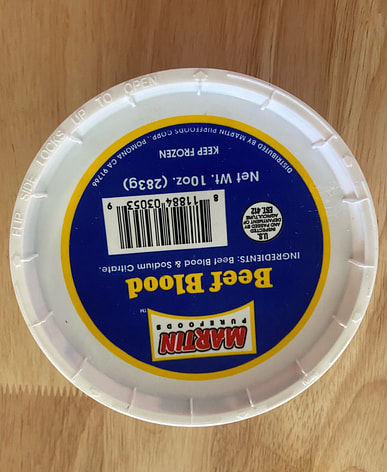 FLIP SIDE LOCKS UP TO OPEN
MARTIN
PUREFOODS
TM
Beef Blood
INGREDIENTS: Beef Blood & Sodium Citrate.
U.S.
INSPECTED
AND PASSED BY
DEPARTMENT OF
AGRICULTURE
EST. 412
8 11884 03053 9
Net Wt. 10oz. (283g)
KEEP FROZEN
DISTRIBUTED BY MARTIN PUREFOODS CORP., POMONA CA 91766